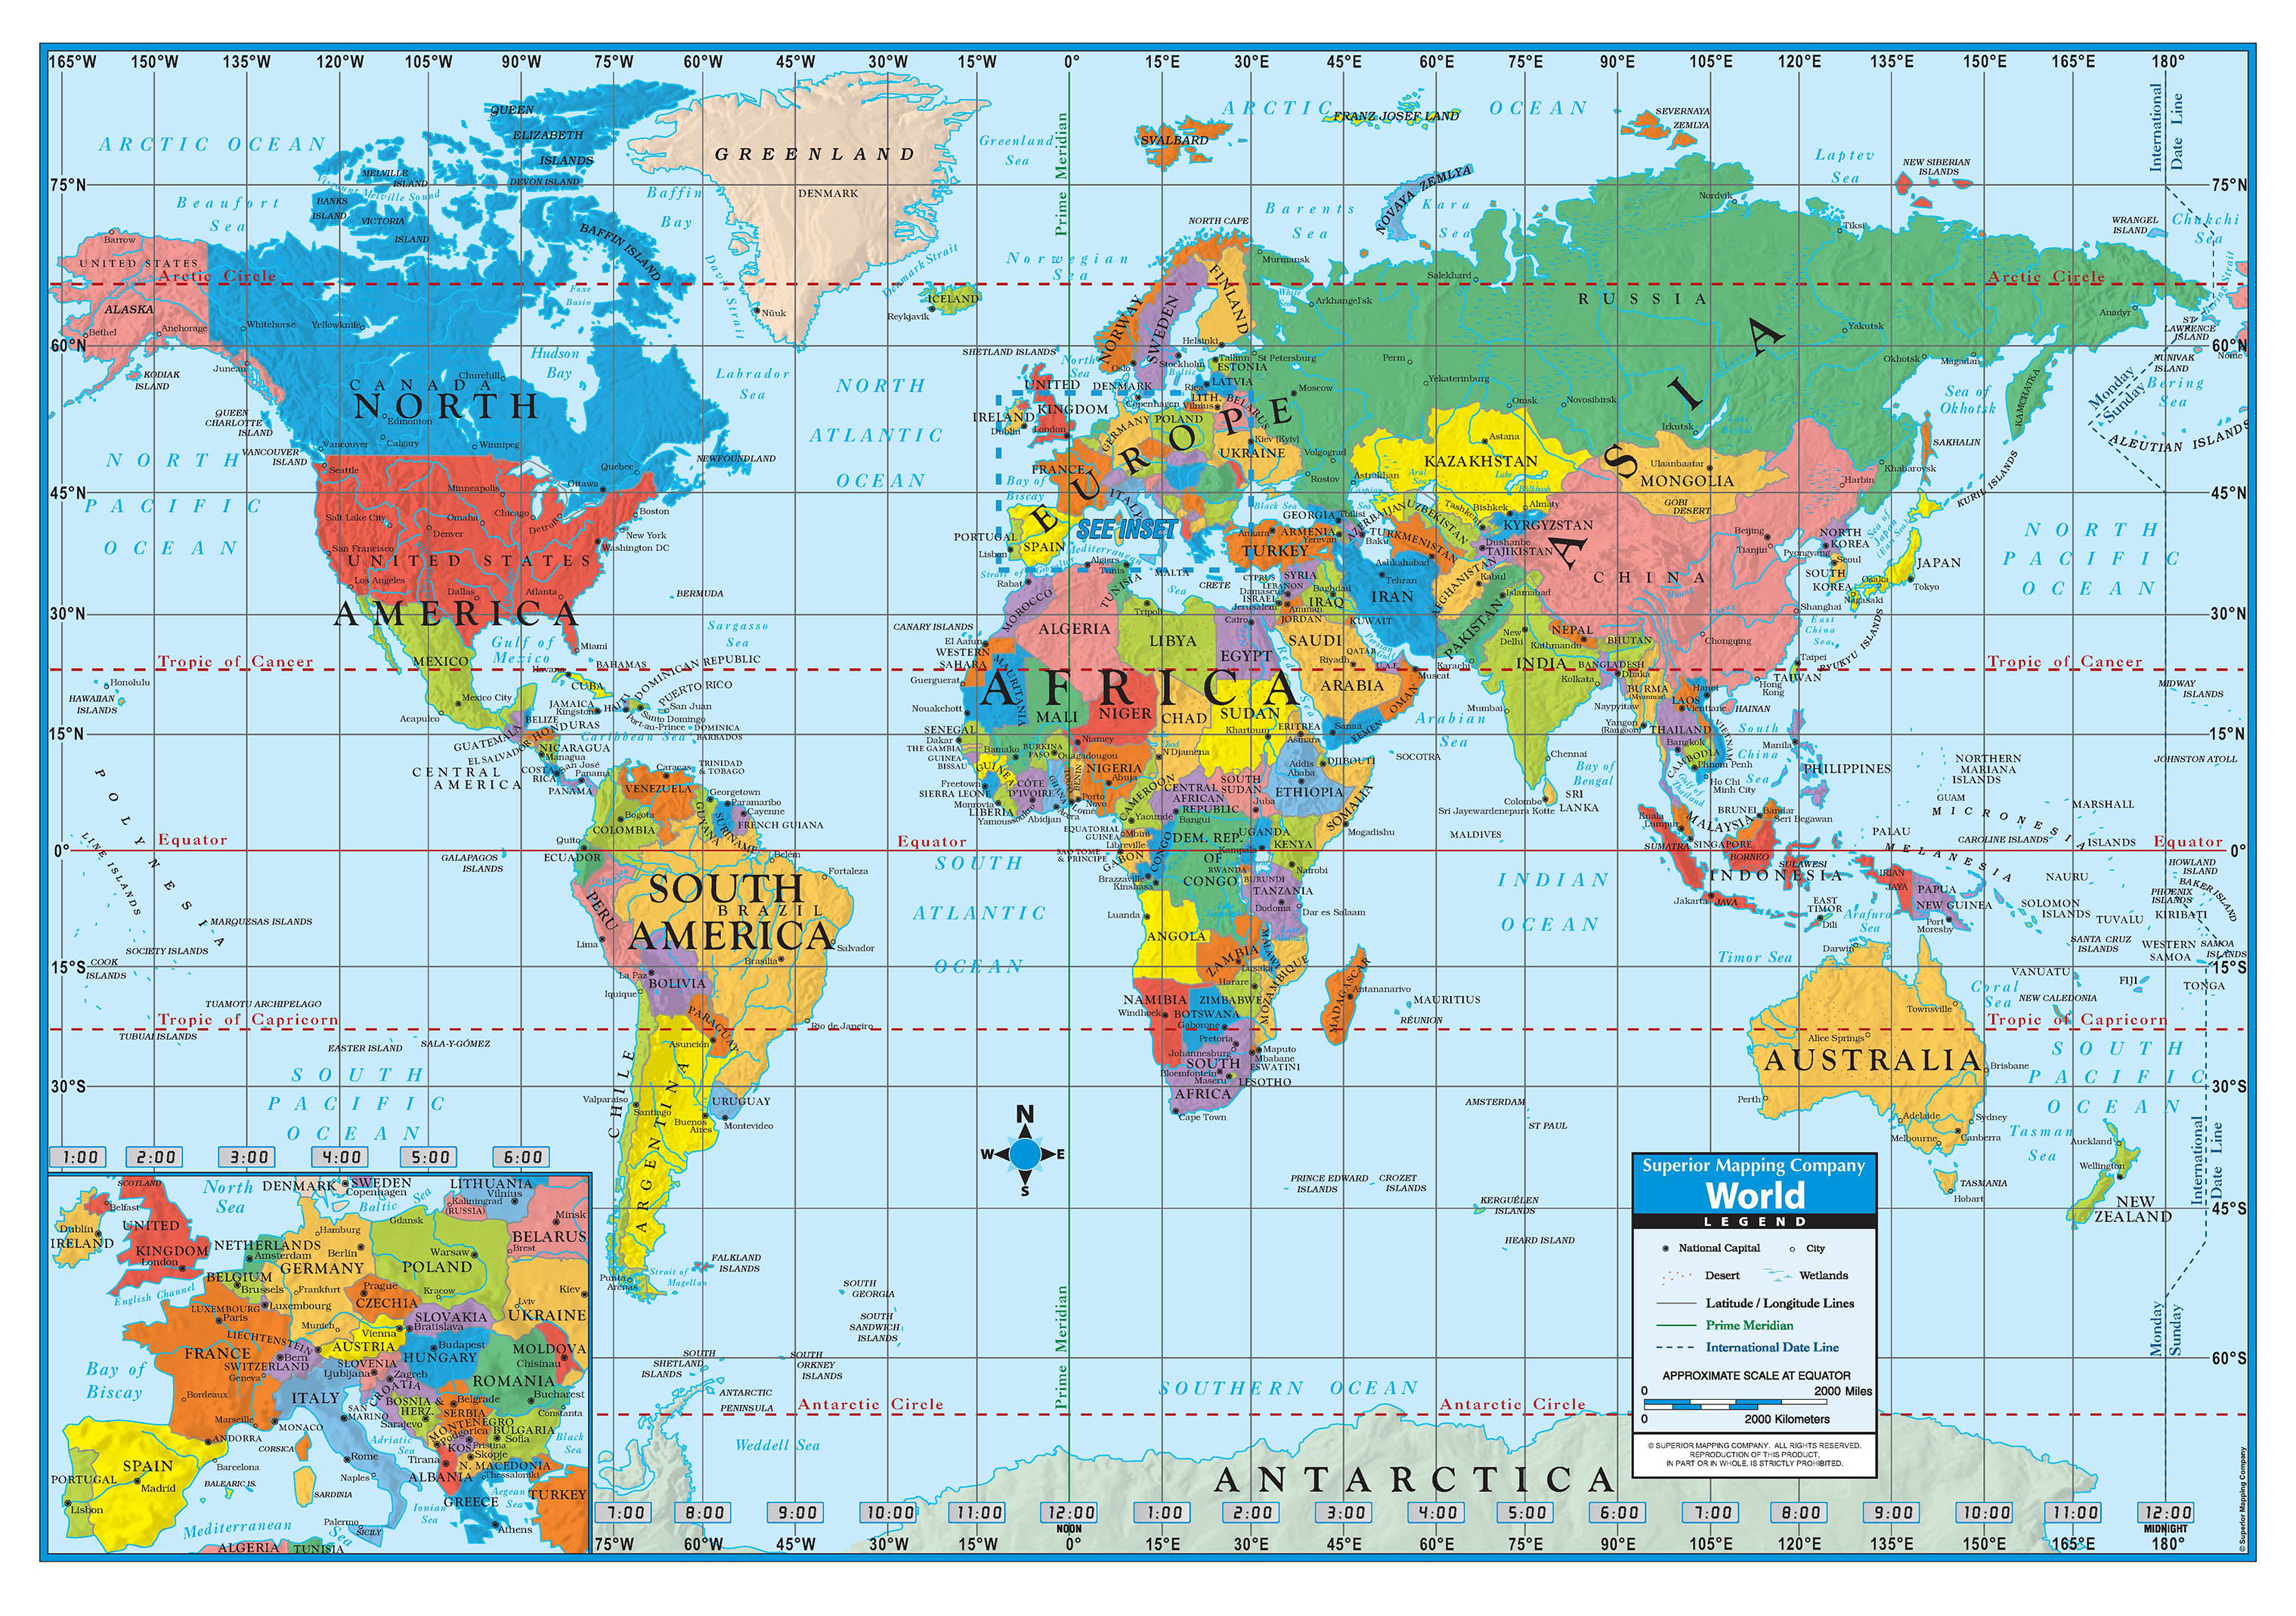 165°W 150°W 135°W 120°W 105°W 90°W 75°W 60°W 45°W 30°W 15°W 0° 15°E 30°E 45°E 60°E 75°E 90°E 105°E 120°E 135°E 150°E 165°E 180°
ARCTIC OCEAN
QUEEN
ELIZABETH
ISLANDS
MELVILLE
ISLAND
DEVON ISLAND
Viscount Melville Sound
BANKS
ISLAND
VICTORIA
ISLAND
BAFFIN ISLAND
Beaufort
Sea
Baffin
Bay
GREENLAND
DENMARK
Greenland
Sea
Prime Meridian
ARCTIC OCEAN
FRANZ JOSEF LAND
SVALBARD
SEVERNAYA
ZEMLYA
NOVAYA ZEMLYA
Barents
Sea
Kara
Sea
Laptev
Sea
NEW SIBERIAN
ISLANDS
WRANGEL
ISLAND
Chukchi
Sea
International
Date Line
75°N
75°N
Barrow
UNITED STATES
Arctic Circle
ALASKA
Bethel
Anchorage
Whitehorse
Yellowknife
Foxe
Basin
Davis Strait
Denmark Strait
Nûuk
ICELAND
Reykjavik
Norwegian
Sea
NORTH CAPE
Murmansk
White
Sea
Arkhangel'sk
Salekhard
Nordvik
Tiksi
RUSSIA
Arctic Circle
Yakutsk
Anadyr
Bering Strait
ST
LAWRENCE
ISLAND
60°N
60°N
NUNIVAK
ISLAND
Nome
KODIAK
ISLAND
Juneau
Churchill
Hudson
Bay
Labrador
Sea
CANADA
NORTH
AMERICA
Edmonton
Calgary
Winnipeg
QUEEN
CHARLOTTE
ISLAND
Vancouver
VANCOUVER
ISLAND
Seattle
Quebec
Ottawa
NEWFOUNDLAND
NORTH
PACIFIC
OCEAN
NORTH
ATLANTIC
OCEAN
SHETLAND ISLANDS
North
Sea
UNITED
KINGDOM
IRELAND
Dublin
London
NORWAY
SWEDEN
FINLAND
Oslo
Stockholm
Helsinki
Tallinn
ESTONIA
St Petersburg
Baltic
Riga
LATVIA
LITH.
Vilnius
BELARUS
DENMARK
Copenhagen
GERMANY
POLAND
Moscow
Kiev (Kyiv)
UKRAINE
FRANCE
Bay of
Biscay
ITALY
EUROPE
SEE INSET
PORTUGAL
Lisbon
SPAIN
Perm
Yekaterinburg
Omsk
Novosibirsk
Volgograd
Astrakhan
Rostov
Astana
KAZAKHSTAN
Aral
Sea
Lake
Balkhash
ASIA
Irkutsk
Baykal
Ulaanbaatar
MONGOLIA
GOBI
DESERT
Okhotsk
Magadan
Sea of
Okhotsk
KAMCHATKA
SAKHALIN
Khabarovsk
Harbin
KURIL ISLANDS
Bering
Sea
ALEUTIAN ISLANDS
Monday
Sunday
45°N
45°N
Minneapolis
Boston
Salt Lake City
Omaha
Chicago
Detroit
New York
Washington DC
Denver
San Francisco
UNITED STATES
Los Angeles
Dallas
Atlanta
BERMUDA
Sargasso
Sea
Gulf of
Mexico
Miami
MEXICO
Mexico City
Acapulco
Black Sea
GEORGIA
Tbilisi
ARMENIA
Yerevan
AZERBAIJAN
Baku
Caspian
Ankara
TURKEY
UZBEKISTAN
Tashkent
Bishkek
Almaty
KYRGYZSTAN
TURKMENISTAN
Ashkahabad
Dushanbe
TAJIKISTAN
AFGHANISTAN
Kabul
Islamabad
PAKISTAN
Karachi
Beijing
Tianjin
CHINA
Shanghai
Chongqing
NORTH
KOREA
Pyongyang
Seoul
SOUTH
KOREA
Sea of
Japan
(East Sea)
JAPAN
Osaka
Tokyo
Nagasaki
East
China
Sea
RYUKYU ISLANDS
Taipei
TAIWAN
Hong
Kong
NORTH
PACIFIC
OCEAN
Mediterranean
Sea
Strait of Gibraltar
Rabat
MOROCCO
Algiers
Tunis
TUNISIA
MALTA
CRETE
Tripoli
CYPRUS
LEBANON
SYRIA
Damascus
ISRAEL
Jerusalem
Amman
JORDAN
Baghdad
IRAQ
Tehran
IRAN
KUWAIT
Persian
Gulf
QATAR
U.A.E.
Riyadh
SAUDI
ARABIA
Muscat
OMAN
Cairo
EGYPT
LIBYA
ALGERIA
CANARY ISLANDS
El Aaiun
WESTERN
SAHARA
Guerguerat
MAURITANIA
Nouakchott
AFRICA
MALI
NIGER
CHAD
SUDAN
Khartoum
ERITREA
Asmara
Red Sea
Sanaa
YEMEN
30°N
30°N
New
Delhi
NEPAL
Kathmandu
BHUTAN
INDIA
BANGLADESH
Dhaka
Kolkata
Mumbai
Chennai
BURMA
(Myanmar)
Naypyitaw
Yangon
(Rangoon)
LAOS
Hanoi
Vientiane
HAINAN
THAILAND
Bangkok
VIETNAM
CAMBODIA
Phnom Penh
Ho Chi
Minh City
Gulf of
Thailand
South
China
Sea
Manila
PHILIPPINES
Bay of
Bengal
Arabian
Sea
SOCOTRA
Colombo
SRI
LANKA
Sri Jayewardenepura Kotte
MALDIVES
Tropic of Cancer
Tropic of Cancer
Honolulu
HAWAIIAN
ISLANDS
MIDWAY
ISLANDS
NORTHERN
MARIANA
ISLANDS
JOHNSTON ATOLL
GUAM
MICRONESIA
MARSHALL
ISLANDS
CAROLINE ISLANDS
PALAU
MELANESIA
Havana
BAHAMAS
CUBA
HAITI
DOMINICAN REPUBLIC
PUERTO RICO
San Juan
JAMAICA
Kingston
Port-au-Prince
Santo Domingo
DOMINICA
BARBADOS
BELIZE
HONDURAS
GUATEMALA
EL SALVADOR
NICARAGUA
Managua
Caribbean Sea
COSTA
RICA
San José
Panamá
PANAMA
CENTRAL
AMERICA
TRINIDAD
& TOBAGO
Caracas
VENEZUELA
Georgetown
Paramaribo
Cayenne
GUYANA
SURINAME
FRENCH GUIANA
Bogota
COLOMBIA
Quito
ECUADOR
GALAPAGOS
ISLANDS
15°N
15°N
SENEGAL
Dakar
THE GAMBIA
GUINEA
BISSAU
GUINEA
Bamako
BURKINA
FASO
Ouagadougou
Niamey
Freetown
SIERRA LEONE
Monrovia
LIBERIA
CÔTE
D'IVOIRE
Yamoussoukro
Abidjan
GHANA
Accra
TOGO
Lome
BENIN
Porto
Novo
NIGERIA
Abuja
N'Djamena
CAMEROON
Yaoundé
CENTRAL
AFRICAN
REPUBLIC
Bangui
SOUTH
SUDAN
Juba
Addis
Ababa
ETHIOPIA
DJIBOUTI
SOMALIA
Mogadishu
EQUATORIAL
GUINEA
Mbini
SAO TOME
& PRINCIPE
Libreville
GABON
CONGO
Brazzaville
Kinshasa
DEM. REP.
OF
CONGO
UGANDA
Kampala
KENYA
Nairobi
RWANDA
BURUNDI
TANZANIA
Dodoma
Dar es Salaam
Equator
Equator
Equator
0°
0°
Kuala
Lumpur
MALAYSIA
SINGAPORE
BRUNEI
Bandar
Seri Begawan
SUMATRA
BORNEO
SULAWESI
INDONESIA
Jakarta
JAVA
EAST
TIMOR
Dili
IRIAN
JAYA
PAPUA
NEW GUINEA
Port
Moresby
Arafura
Sea
Timor Sea
Darwin
NAURU
SOLOMON
ISLANDS
TUVALU
KIRIBATI
HOWLAND
ISLAND
BAKER ISLAND
PHOENIX
ISLANDS
SANTA CRUZ
ISLANDS
WESTERN
SAMOA
SAMOA
ISLANDS
VANUATU
FIJI
TONGA
NEW CALEDONIA
Coral
Sea
POLYNESIA
LINE ISLANDS
MARQUESAS ISLANDS
SOCIETY ISLANDS
COOK
ISLANDS
TUAMOTU ARCHIPELAGO
TUBUAI ISLANDS
EASTER ISLAND
SALA-Y-GÓMEZ
15°S
15°S
Belém
Fortaleza
SOUTH
AMERICA
BRAZIL
Amazon
PERU
Lima
Salvador
Brasília
La Paz
BOLIVIA
Iquique
PARAGUAY
Asunción
Rio de Janeiro
CHILE
ARGENTINA
Valparaiso
Santiago
Buenos
Aires
URUGUAY
Montevideo
SOUTH
ATLANTIC
OCEAN
Luanda
ANGOLA
ZAMBIA
Lusaka
MALAWI
MOZAMBIQUE
Harare
ZIMBABWE
NAMIBIA
Windhoek
BOTSWANA
Gaborone
Pretoria
Johannesburg
Maputo
Mbabane
ESWATINI
SOUTH
AFRICA
Bloemfontein
Maseru
LESOTHO
Cape Town
MADAGASCAR
Antananarivo
MAURITIUS
RÉUNION
INDIAN
OCEAN
Tropic of Capricorn
Tropic of Capricorn
Townsville
Alice Springs
AUSTRALIA
Brisbane
Perth
Adelaide
Sydney
Canberra
Melbourne
TASMANIA
Hobart
Tasman
Sea
Auckland
Wellington
NEW
ZEALAND
SOUTH
PACIFIC
OCEAN
SOUTH
PACIFIC
OCEAN
30°S
30°S
AMSTERDAM
ST PAUL
PRINCE EDWARD
ISLANDS
CROZET
ISLANDS
KERGUÉLEN
ISLANDS
HEARD ISLAND
N
W E
S
45°S
International
Date Line
Punta
Arenas
Strait of
Magellan
FALKLAND
ISLANDS
SOUTH
GEORGIA
SOUTH
SANDWICH
ISLANDS
SOUTH
SHETLAND
ISLANDS
SOUTH
ORKNEY
ISLANDS
ANTARCTIC
PENINSULA
Antarctic Circle
Antarctic Circle
Weddell Sea
SOUTHERN OCEAN
Prime Meridian
ANTARCTICA
60°S
Monday
Sunday
Superior Mapping Company
World
LEGEND
National Capital
City
Desert
Wetlands
Latitude / Longitude Lines
Prime Meridian
International Date Line
APPROXIMATE SCALE AT EQUATOR
0 2000 Miles
0 2000 Kilometers
© SUPERIOR MAPPING COMPANY. ALL RIGHTS RESERVED.
REPRODUCTION OF THIS PRODUCT,
IN PART OR IN WHOLE, IS STRICTLY PROHIBITED.
© Superior Mapping Company
1:00 2:00 3:00 4:00 5:00 6:00
SCOTLAND
North
Sea
DENMARK
SWEDEN
Copenhagen
Baltic
Sea
LITHUANIA
Vilnius
Kaliningrad
(RUSSIA)
Minsk
BELARUS
Brest
Belfast
Dublin
IRELAND
UNITED
KINGDOM
London
Gdansk
Hamburg
NETHERLANDS
Amsterdam
Berlin
GERMANY
Warsaw
POLAND
BELGIUM
Brussels
English Channel
Frankfurt
Prague
CZECHIA
Kracow
Kiev
Lviv
UKRAINE
LUXEMBOURG
Luxembourg
Paris
Munich
SLOVAKIA
Bratislava
Vienna
AUSTRIA
LIECHTENSTEIN
FRANCE
Bern
SWITZERLAND
Geneva
Budapest
HUNGARY
MOLDOVA
Chisinau
SLOVENIA
Ljubljana
Zagreb
CROATIA
ROMANIA
Bucharest
Constanta
Bay of
Biscay
Bordeaux
ITALY
SAN
MARINO
BOSNIA &
HERZ.
Sarajevo
Belgrade
SERBIA
MONTENEGRO
Podgorica
KOS.
Pristina
BULGARIA
Sofia
Black
Sea
Skopje
N. MACEDONIA
Marseille
MONACO
ANDORRA
CORSICA
Adriatic
Sea
Tirana
ALBANIA
Thessaloniki
SPAIN
PORTUGAL
Madrid
Barcelona
BALEARIC IS.
Rome
Naples
SARDINIA
Lisbon
GREECE
Aegean
Sea
TURKEY
Ionian
Sea
Athens
Mediterranean
Sea
Palermo
SICILY
ALGERIA
TUNISIA
7:00 8:00 9:00 10:00 11:00 12:00 1:00 2:00 3:00 4:00 5:00 6:00 7:00 8:00 9:00 10:00 11:00 12:00
NOON
MIDNIGHT
75°W 60°W 45°W 30°W 15°W 0° 15°E 30°E 45°E 60°E 75°E 90°E 105°E 120°E 135°E 150°E 165°E 180°